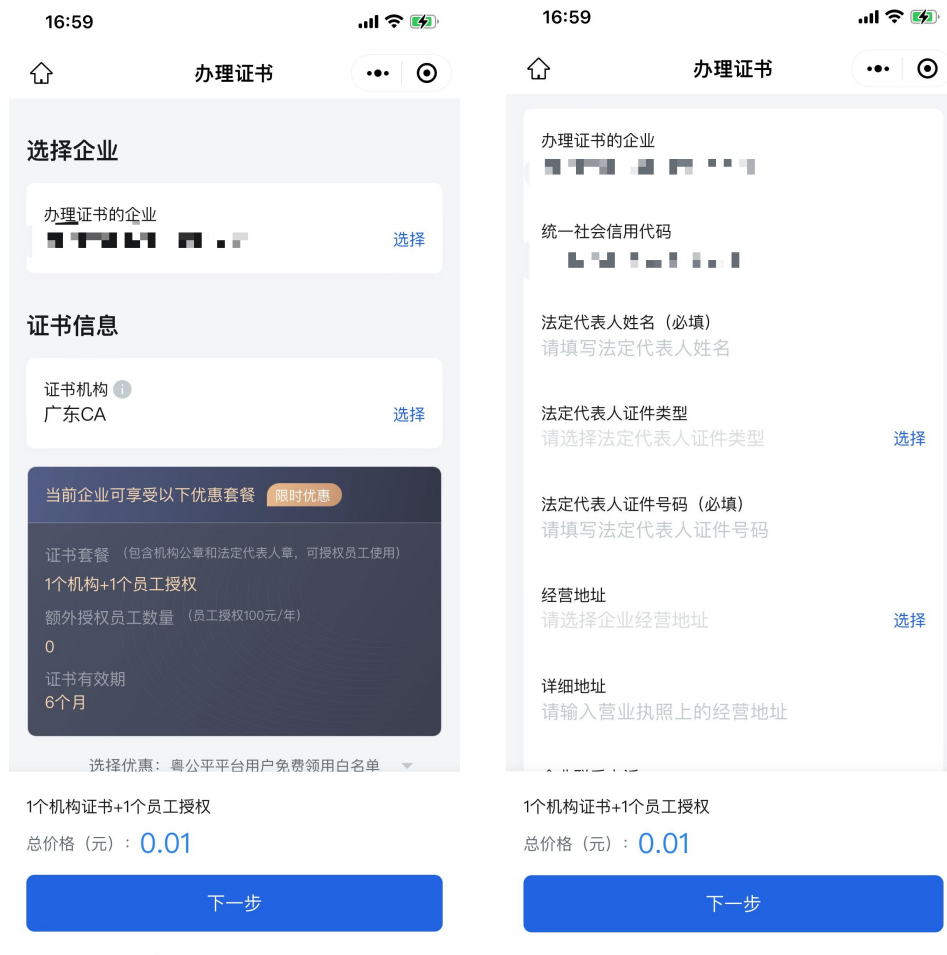 16:59
办理证书
选择企业
办理证书的企业
选择
证书信息
证书机构
广东CA
选择
当前企业可享受以下优惠套餐 限时优惠
证书套餐 （包含机构公章和法定代表人章，可授权员工使用）
1个机构+1个员工授权
额外授权员工数量 （员工授权100元/年）
0
证书有效期
6个月
选择优惠：粤公平平台用户免费领用白名单
1个机构证书+1个员工授权
总价格（元）：0.01
下一步
16:59
办理证书
办理证书的企业
统一社会信用代码
法定代表人姓名（必填）
请填写法定代表人姓名
法定代表人证件类型
请选择法定代表人证件类型
选择
法定代表人证件号码（必填）
请填写法定代表人证件号码
经营地址
请选择企业经营地址
选择
详细地址
请输入营业执照上的经营地址
1个机构证书+1个员工授权
总价格（元）：0.01
下一步